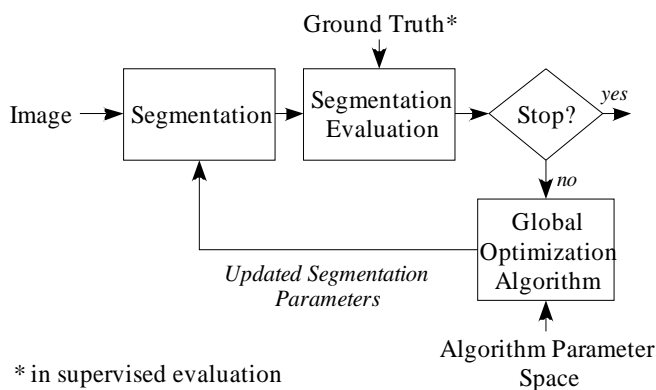 Ground Truth*
Image
Segmentation
Segmentation
Evaluation
Stop?
yes
no
Global
Optimization
Algorithm
Updated Segmentation
Parameters
Algorithm Parameter
Space
* in supervised evaluation